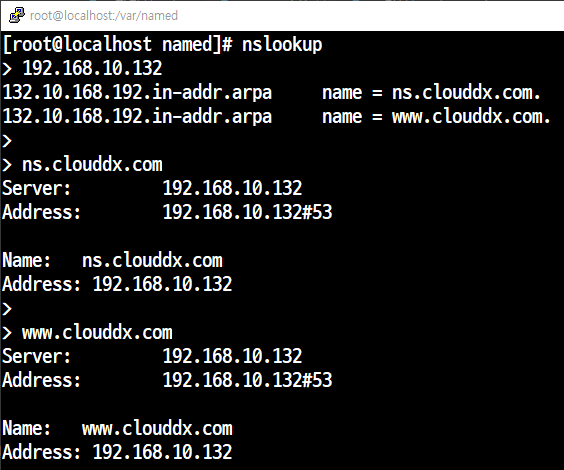 root@localhost:/var/named
[root@localhost named]# nslookup
> 192.168.10.132
132.10.168.192.in-addr.arpa     name = ns.clouddx.com.
132.10.168.192.in-addr.arpa     name = www.clouddx.com.
>
> ns.clouddx.com
Server:         192.168.10.132
Address:        192.168.10.132#53

Name:   ns.clouddx.com
Address: 192.168.10.132
>
> www.clouddx.com
Server:         192.168.10.132
Address:        192.168.10.132#53

Name:   www.clouddx.com
Address: 192.168.10.132